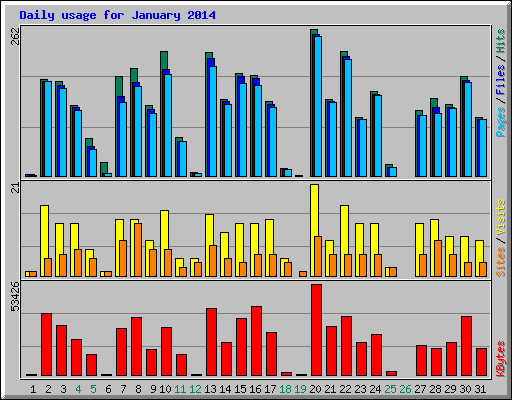 Daily usage for January 2014
262
Pages / Files / Hits
21
Sites / Visits
53426
KBytes
1 2 3 4 5 6 7 8 9 10 11 12 13 14 15 16 17 18 19 20 21 22 23 24 25 26 27 28 29 30 31